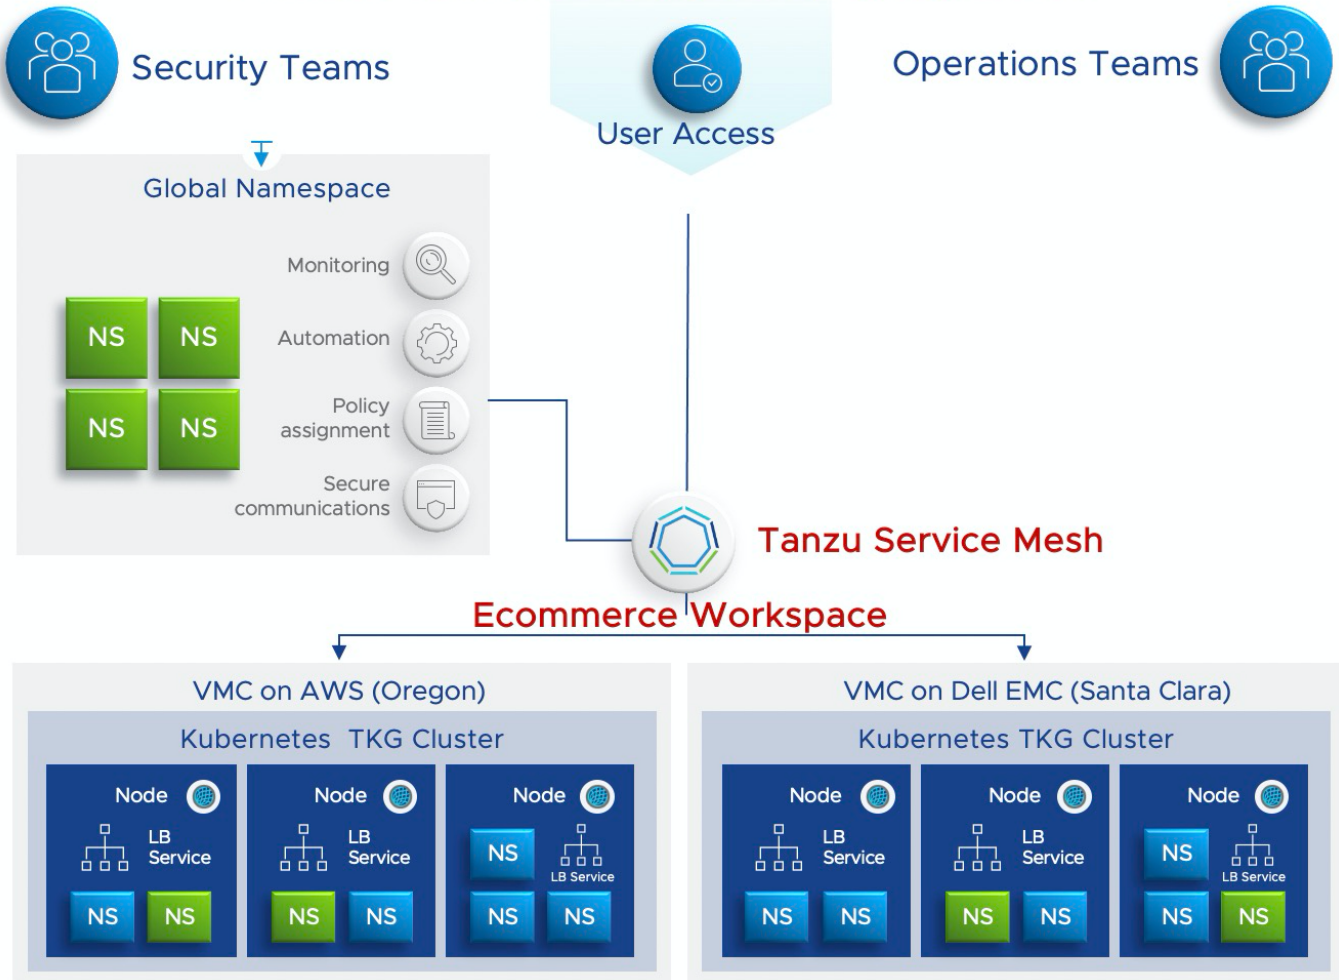 Security Teams
User Access
Operations Teams
Global Namespace
Monitoring
Automation
Policy
assignment
Secure
communications
NS NS
NS NS
Tanzu Service Mesh
Ecommerce Workspace
VMC on AWS (Oregon)
Kubernetes TKG Cluster
Node
LB
Service
NS NS
Node
LB
Service
NS NS
Node
NS
LB Service
NS NS
VMC on Dell EMC (Santa Clara)
Kubernetes TKG Cluster
Node
LB
Service
NS NS
Node
LB
Service
NS NS
Node
NS
LB Service
NS NS